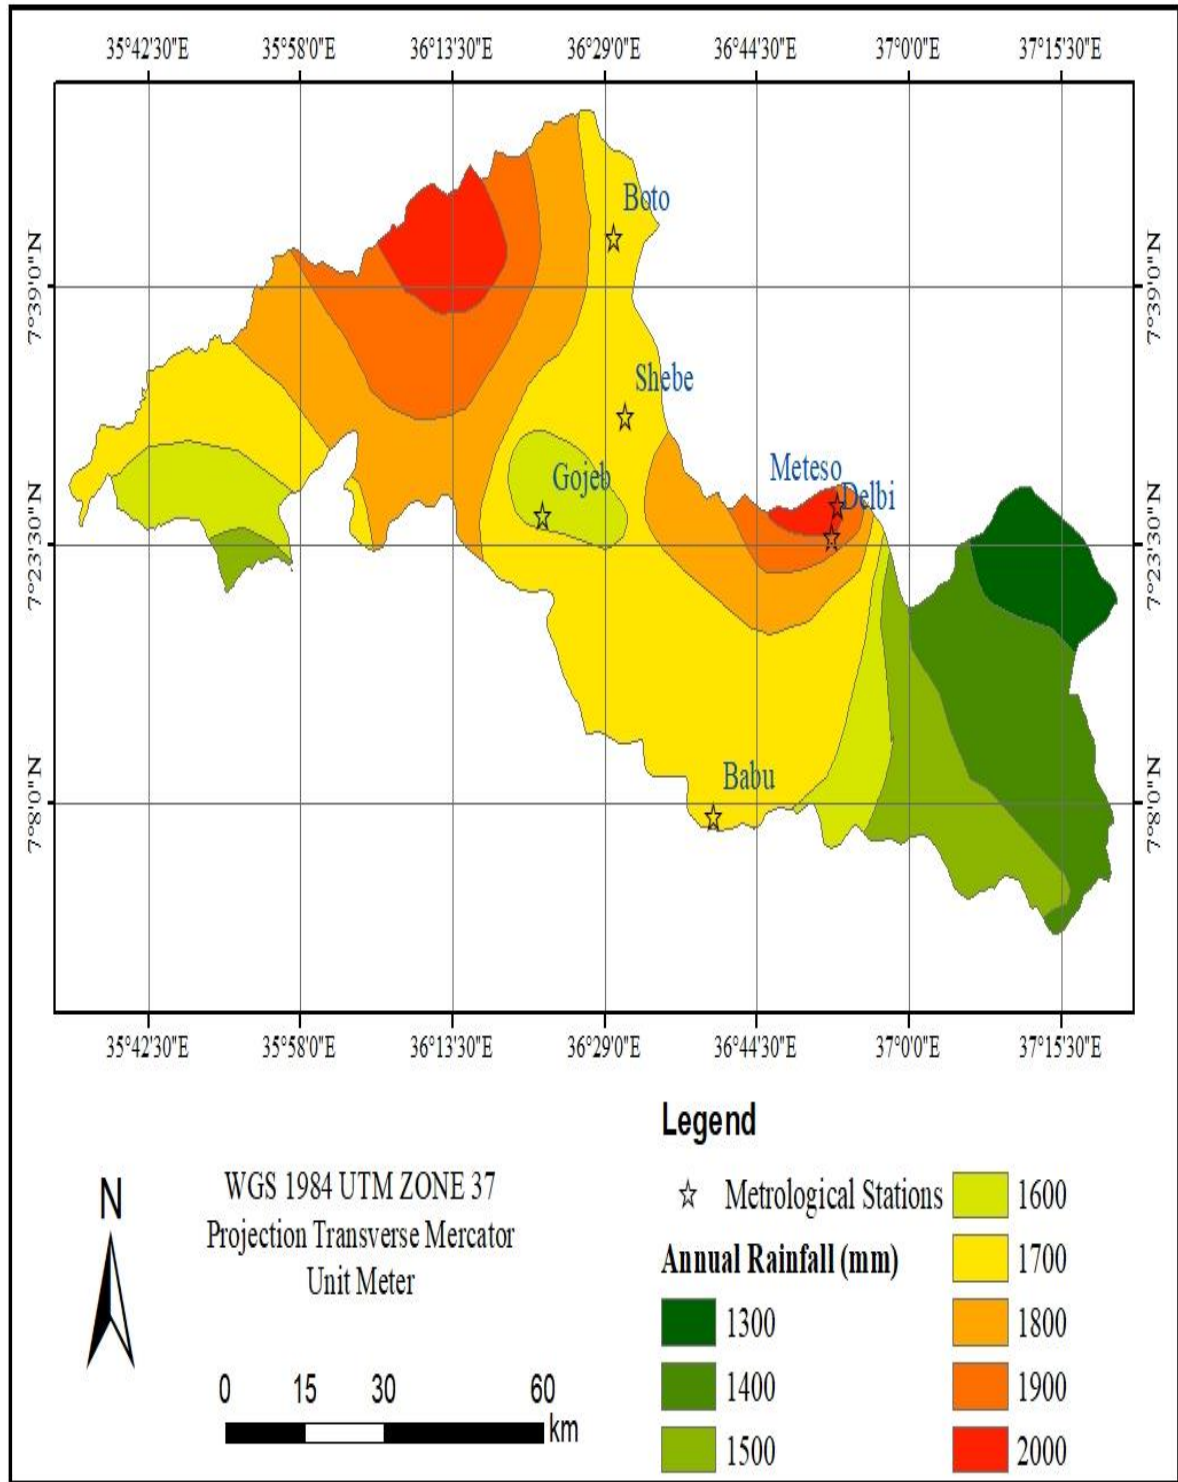 35°42'30"E 35°58'0"E 36°13'30"E 36°29'0"E 36°44'30"E 37°0'0"E 37°15'30"E
Boto
7°39'0"N 7°39'0"N
Shebe
Meteso
Gojeb
Delbi
7°23'30"N 7°23'30"N
Babu
7°8'0"N 7°8'0"N
35°42'30"E 35°58'0"E 36°13'30"E 36°29'0"E 36°44'30"E 37°0'0"E 37°15'30"E
Legend
N
WGS 1984 UTM ZONE 37
Projection Transverse Mercator
Unit Meter
0 15 30 60
km
Metrological Stations
Annual Rainfall (mm)
1300
1400
1500
1600
1700
1800
1900
2000